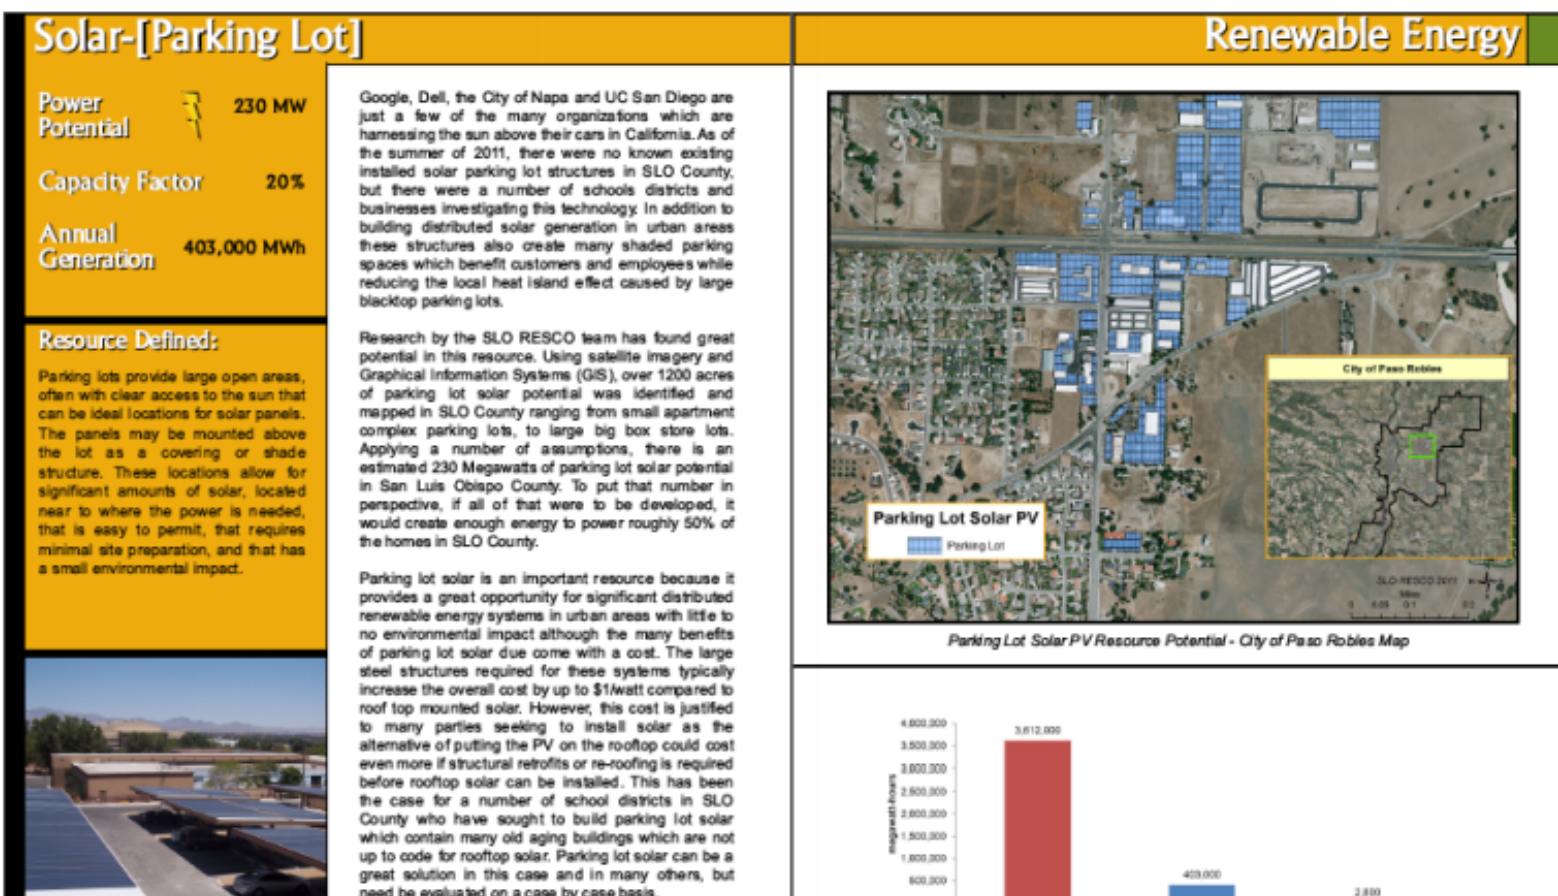 Solar-[Parking Lot]
Renewable Energy
Power
Potential
230 MW
Capacity Factor
20%
Annual
Generation
403,000 MWh
Resource Defined:
Parking lots provide large open areas,
often with clear access to the sun that
can be ideal locations for solar panels.
The panels may be mounted above
the lot as a covering or shade
structure. These locations allow for
significant amounts of solar, located
near to where the power is needed,
that is easy to permit, that requires
minimal site preparation, and that has
a small environmental impact.
Google, Dell, the City of Napa and UC San Diego are
just a few of the many organizations which are
harnessing the sun above their cars in California. As of
the summer of 2011, there were no known existing
installed solar parking lot structures in SLO County,
but there were a number of schools districts and
businesses investigating this technology. In addition to
building distributed solar generation in urban areas
these structures also create many shaded parking
spaces which benefit customers and employees while
reducing the local heat island effect caused by large
blacktop parking lots.
Research by the SLO RESCO team has found great
potential in this resource. Using satellite imagery and
Graphical Information Systems (GIS), over 1200 acres
of parking lot solar potential was identified and
mapped in SLO County ranging from small apartment
complex parking lots, to large big box store lots.
Applying a number of assumptions, there is an
estimated 230 Megawatts of parking lot solar potential
in San Luis Obispo County. To put that number in
perspective, if all of that were to be developed, it
would create enough energy to power roughly 50% of
the homes in SLO County.
Parking lot solar is an important resource because it
provides a great opportunity for significant distributed
renewable energy systems in urban areas with little to
no environmental impact although the many benefits
of parking lot solar due come with a cost. The large
steel structures required for these systems typically
increase the overall cost by up to $1/watt compared to
roof top mounted solar. However, this cost is justified
to many parties seeking to install solar as the
alternative of putting the PV on the rooftop could cost
even more if structural retrofits or re-roofing is required
before rooftop solar can be installed. This has been
the case for a number of school districts in SLO
County who have sought to build parking lot solar
which contain many old aging buildings which are not
up to code for rooftop solar. Parking lot solar can be a
great solution in this case and in many others, but
need be evaluated on a case by case basis.
City of Paso Robles
Parking Lot Solar PV
Parking Lot
SLO-RESCO 2011
Miles
0 0.05 0.1 0.2
Parking Lot Solar PV Resource Potential - City of Paso Robles Map
4,000,000
3,500,000
3,000,000
2,500,000
2,000,000
1,500,000
1,000,000
500,000
megawatt-hours
3,612,000
403,000
2,800